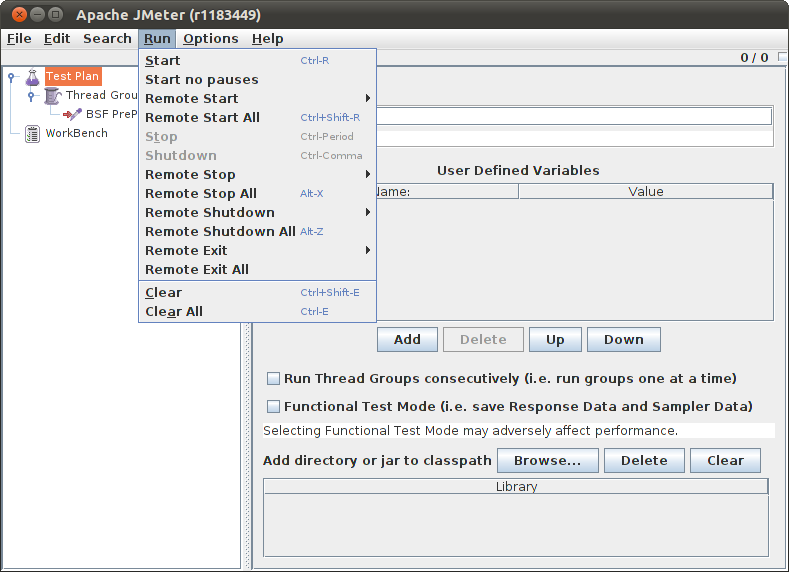 Apache JMeter (r1183449)
File Edit Search Run Options Help
0 / 0
Test Plan
Thread Grou
BSF PreP
WorkBench
Start Ctrl-R
Start no pauses
Remote Start
Remote Start All Ctrl+Shift-R
Stop Ctrl-Period
Shutdown Ctrl-Comma
Remote Stop
Remote Stop All Alt-X
Remote Shutdown
Remote Shutdown All Alt-Z
Remote Exit
Remote Exit All
Clear Ctrl+Shift-E
Clear All Ctrl-E
User Defined Variables
Name: Value
Add Delete Up Down
Run Thread Groups consecutively (i.e. run groups one at a time)
Functional Test Mode (i.e. save Response Data and Sampler Data)
Selecting Functional Test Mode may adversely affect performance.
Add directory or jar to classpath Browse... Delete Clear
Library